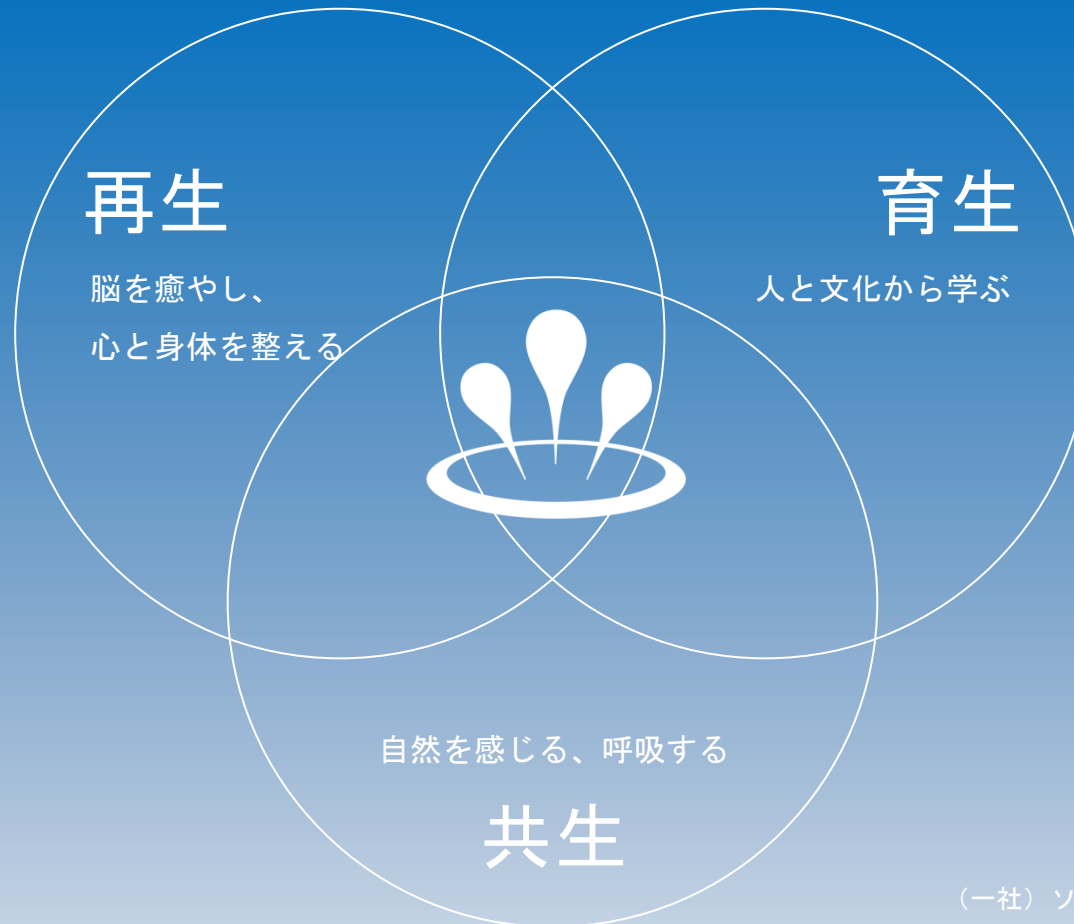 再生
脳を癒やし、
心と身体を整える
育生
人と文化から学ぶ
自然を感じる、呼吸する
共生
（一社） ソ